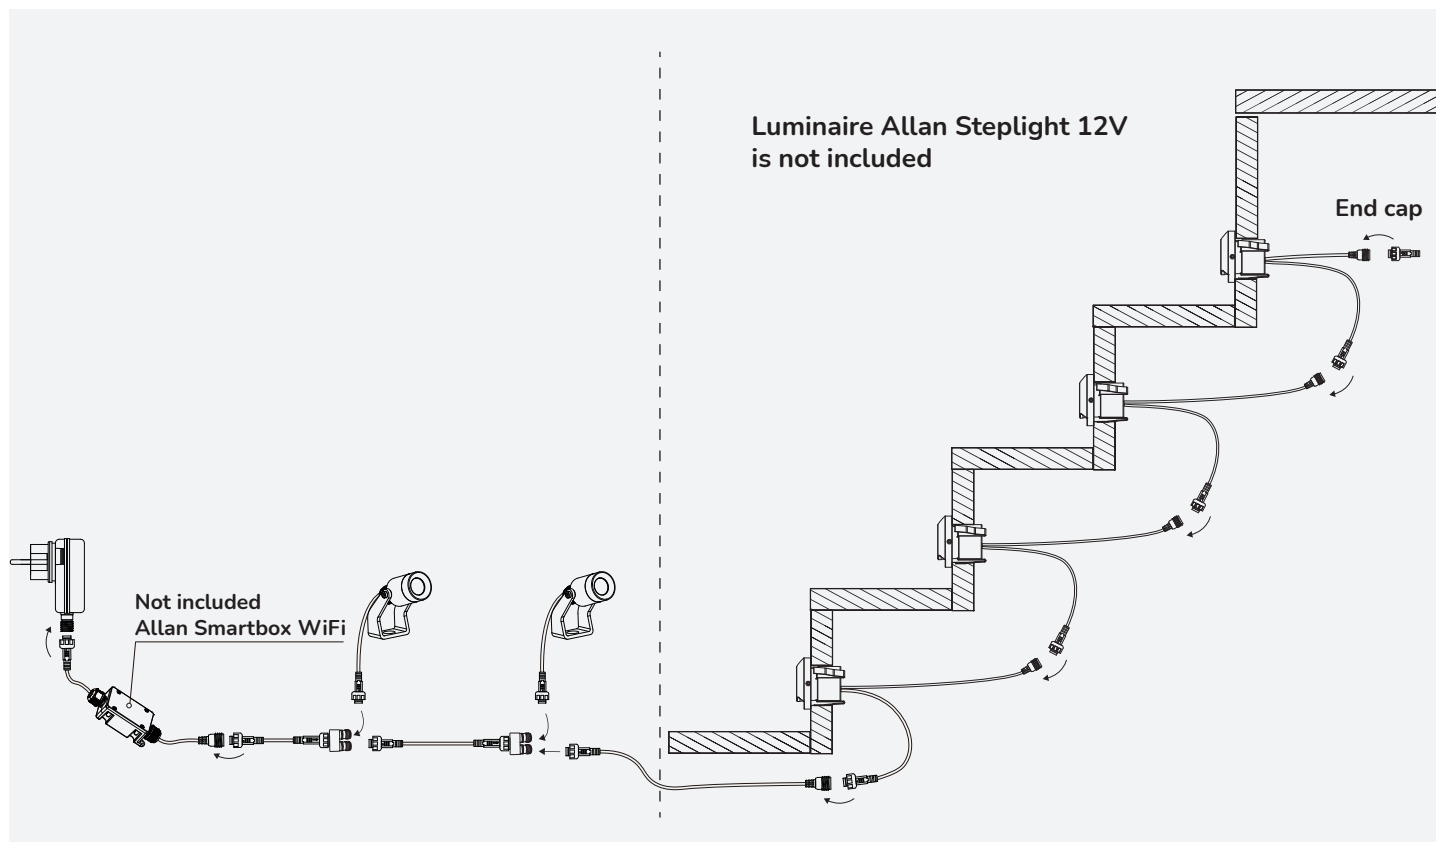 Luminaire Allan Steplight 12V
is not included
End cap
Not included
Allan Smartbox WiFi